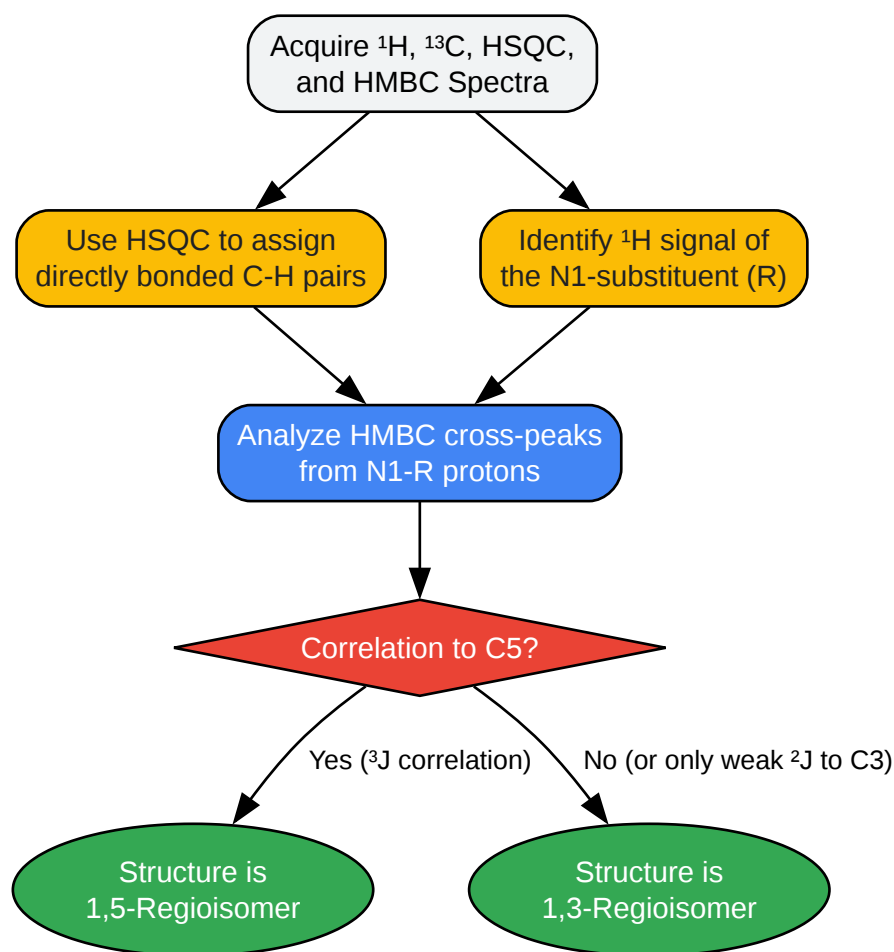 Acquire ¹H, ¹³C, HSQC,
and HMBC Spectra
Use HSQC to assign
directly bonded C-H pairs
Identify ¹H signal of
the N1-substituent (R)
Analyze HMBC cross-peaks
from N1-R protons
Correlation to C5?
Yes (³J correlation)
No (or only weak ²J to C3)
Structure is
1,5-Regioisomer
Structure is
1,3-Regioisomer